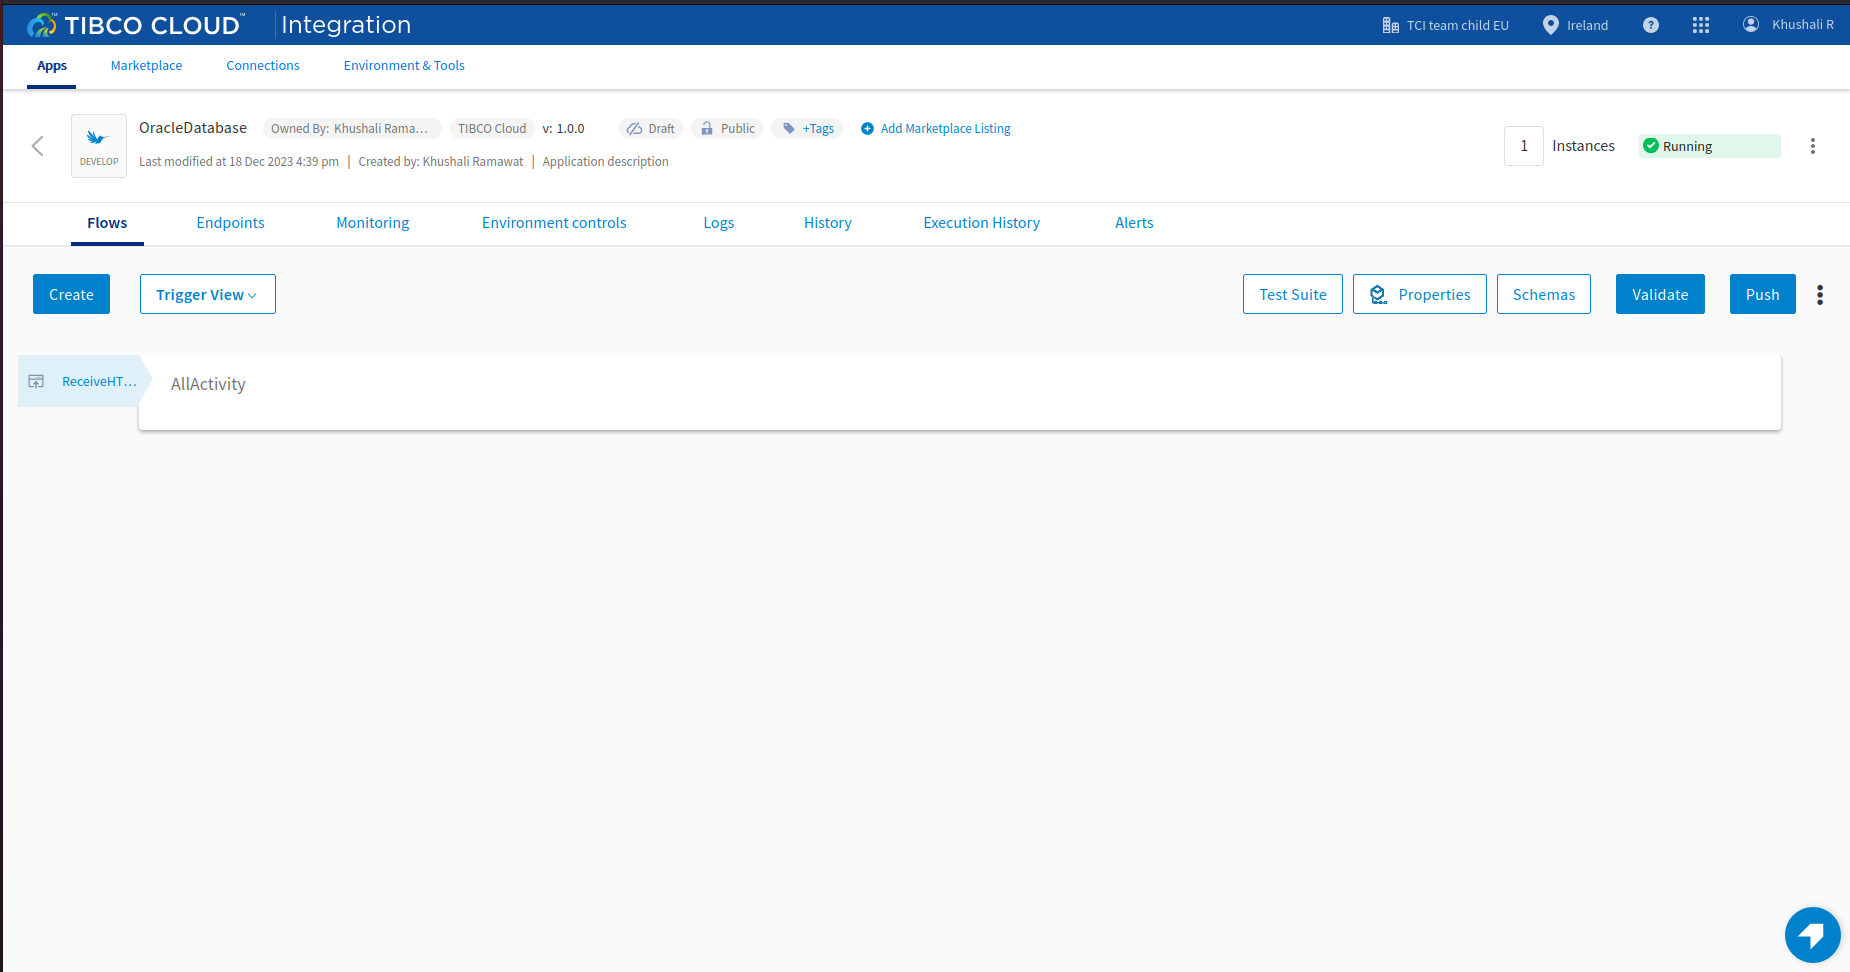 TIBCO CLOUD™ Integration
TCI team child EU
Ireland
?
Khushali R
Apps
Marketplace
Connections
Environment & Tools
DEVELOP
OracleDatabase
Owned By: Khushali Rama...
TIBCO Cloud
v: 1.0.0
Draft
Public
+Tags
Add Marketplace Listing
Last modified at 18 Dec 2023 4:39 pm | Created by: Khushali Ramawat | Application description
1
Instances
Running
Flows
Endpoints
Monitoring
Environment controls
Logs
History
Execution History
Alerts
Create
Trigger View
Test Suite
Properties
Schemas
Validate
Push
ReceiveHT...
AllActivity